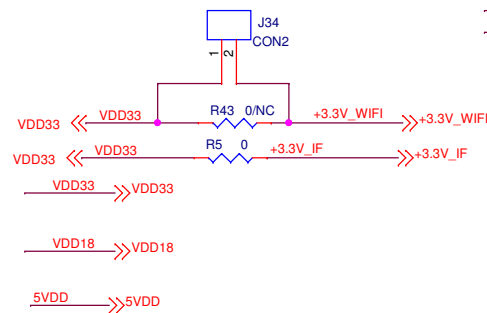 J34
CON2
1 2
R43 0/NC
VDD33 VDD33 +3.3V_WIFI +3.3V_WIFI
R5 0
VDD33 VDD33 +3.3V_IF +3.3V_IF
VDD33 VDD33
VDD18 VDD18
5VDD 5VDD